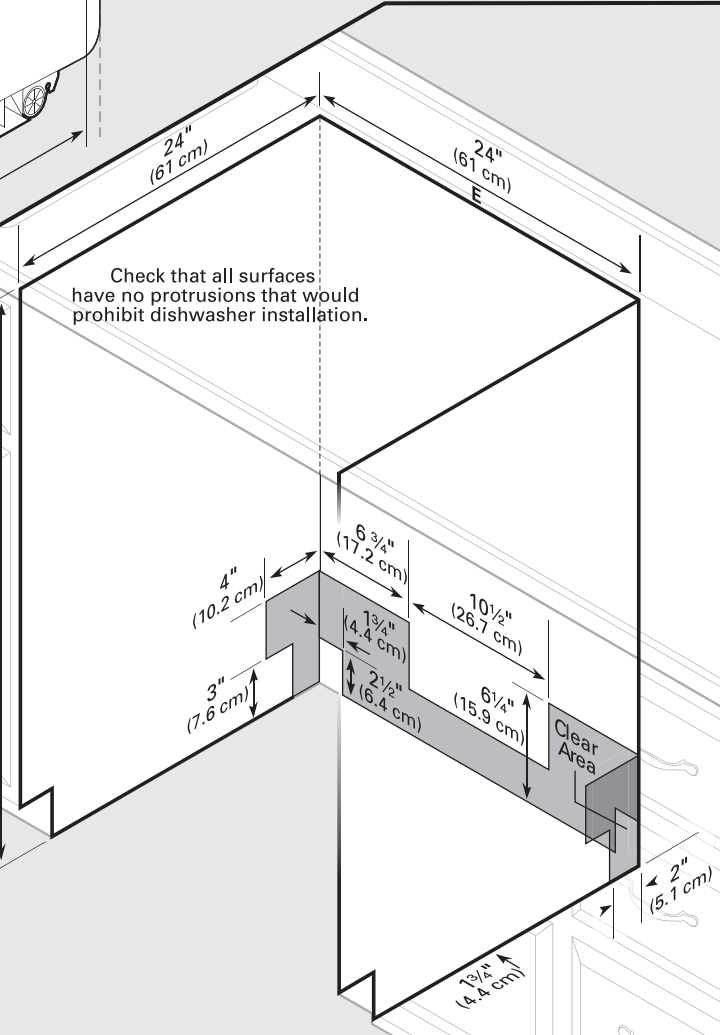 24"
(61 cm)
24"
(61 cm)
E
Check that all surfaces
have no protrusions that would
prohibit dishwasher installation.
6 3/4"
(17.2 cm)
4"
(10.2 cm)
10 1/2"
(26.7 cm)
1 3/4"
(4.4 cm)
3"
(7.6 cm)
2 1/2"
(6.4 cm)
6 1/4"
(15.9 cm)
Clear
Area
2"
(5.1 cm)
1 3/4"
(4.4 cm)